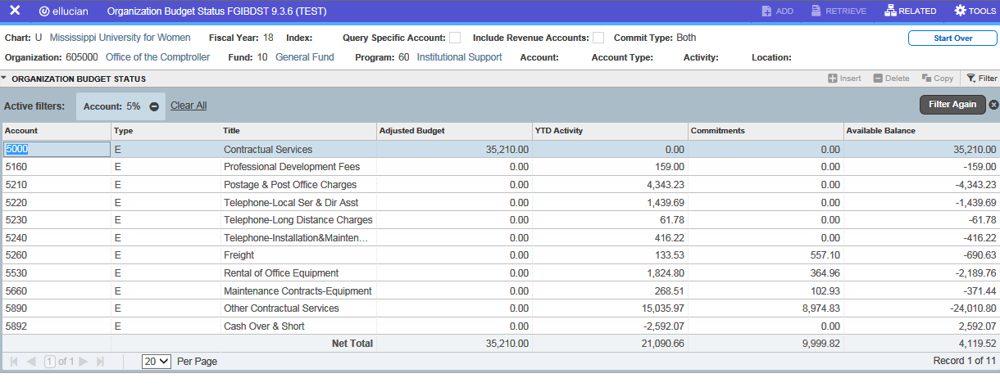 ellucian Organization Budget Status FGIBDST 9.3.6 (TEST) ADD RETRIEVE RELATED TOOLS
Chart: U Mississippi University for Women Fiscal Year: 18 Index: Query Specific Account: Include Revenue Accounts: Commit Type: Both Start Over
Organization: 605000 Office of the Comptroller Fund: 10 General Fund Program: 60 Institutional Support Account: Account Type: Activity: Location:
ORGANIZATION BUDGET STATUS Insert Delete Copy Filter
Active filters: Account: 5% Clear All Filter Again
Account Type Title Adjusted Budget YTD Activity Commitments Available Balance
5000 E Contractual Services 35,210.00 0.00 0.00 35,210.00
5160 E Professional Development Fees 0.00 159.00 0.00 -159.00
5210 E Postage & Post Office Charges 0.00 4,343.23 0.00 -4,343.23
5220 E Telephone-Local Ser & Dir Asst 0.00 1,439.69 0.00 -1,439.69
5230 E Telephone-Long Distance Charges 0.00 61.78 0.00 -61.78
5240 E Telephone-Installation&Mainten... 0.00 416.22 0.00 -416.22
5260 E Freight 0.00 133.53 557.10 -690.63
5530 E Rental of Office Equipment 0.00 1,824.80 364.96 -2,189.76
5660 E Maintenance Contracts-Equipment 0.00 268.51 102.93 -371.44
5890 E Other Contractual Services 0.00 15,035.97 8,974.83 -24,010.80
5892 E Cash Over & Short 0.00 -2,592.07 0.00 2,592.07
Net Total 35,210.00 21,090.66 9,999.82 4,119.52
1 of 1 20 Per Page Record 1 of 11